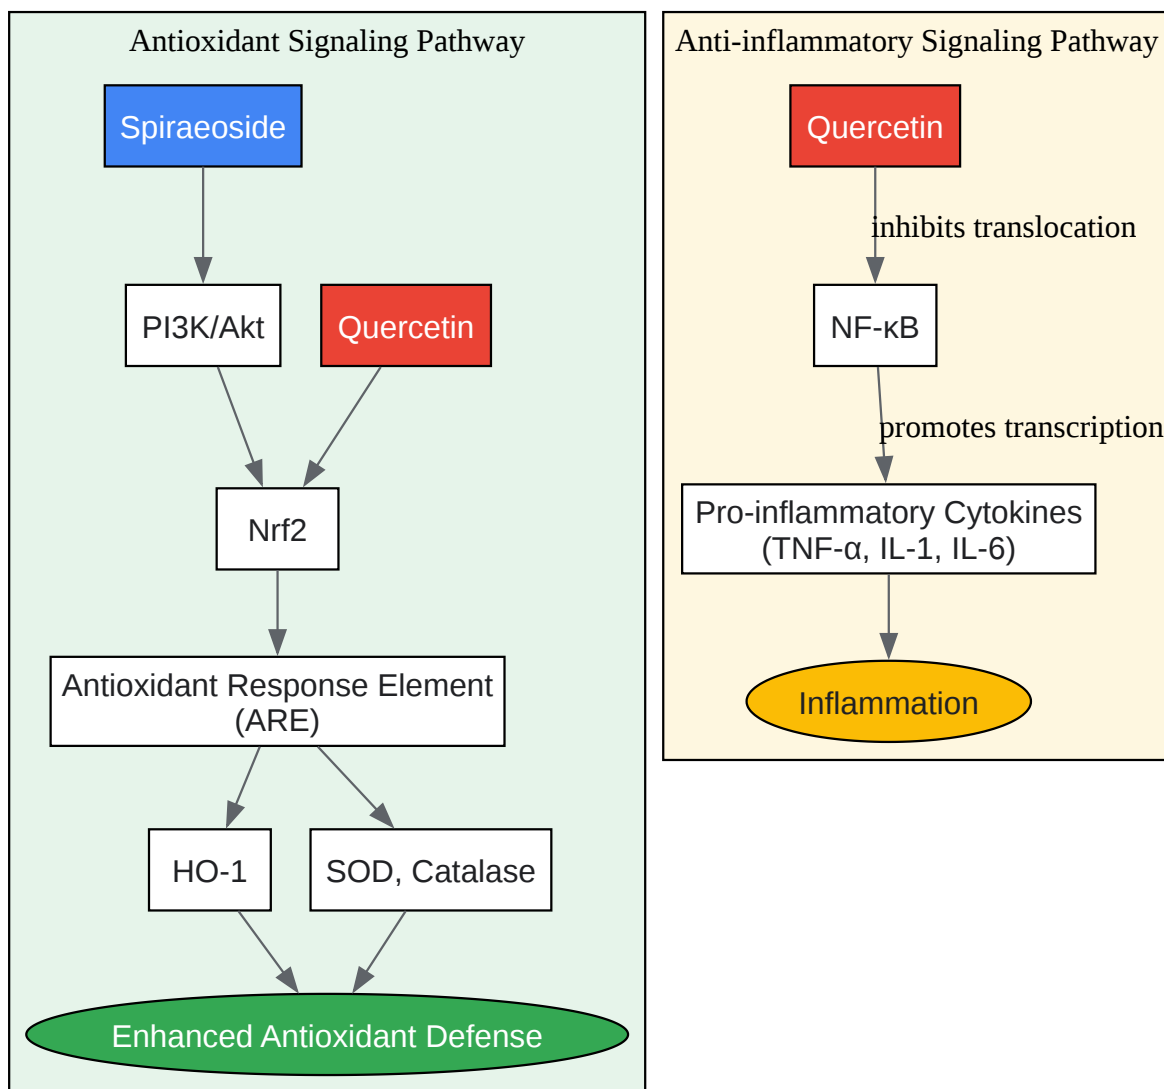 Antioxidant Signaling Pathway
Spiraeoside
PI3K/Akt
Quercetin
Nrf2
Antioxidant Response Element
(ARE)
HO-1
SOD, Catalase
Enhanced Antioxidant Defense
Anti-inflammatory Signaling Pathway
Quercetin
inhibits translocation
NF-κB
promotes transcription
Pro-inflammatory Cytokines
(TNF-α, IL-1, IL-6)
Inflammation